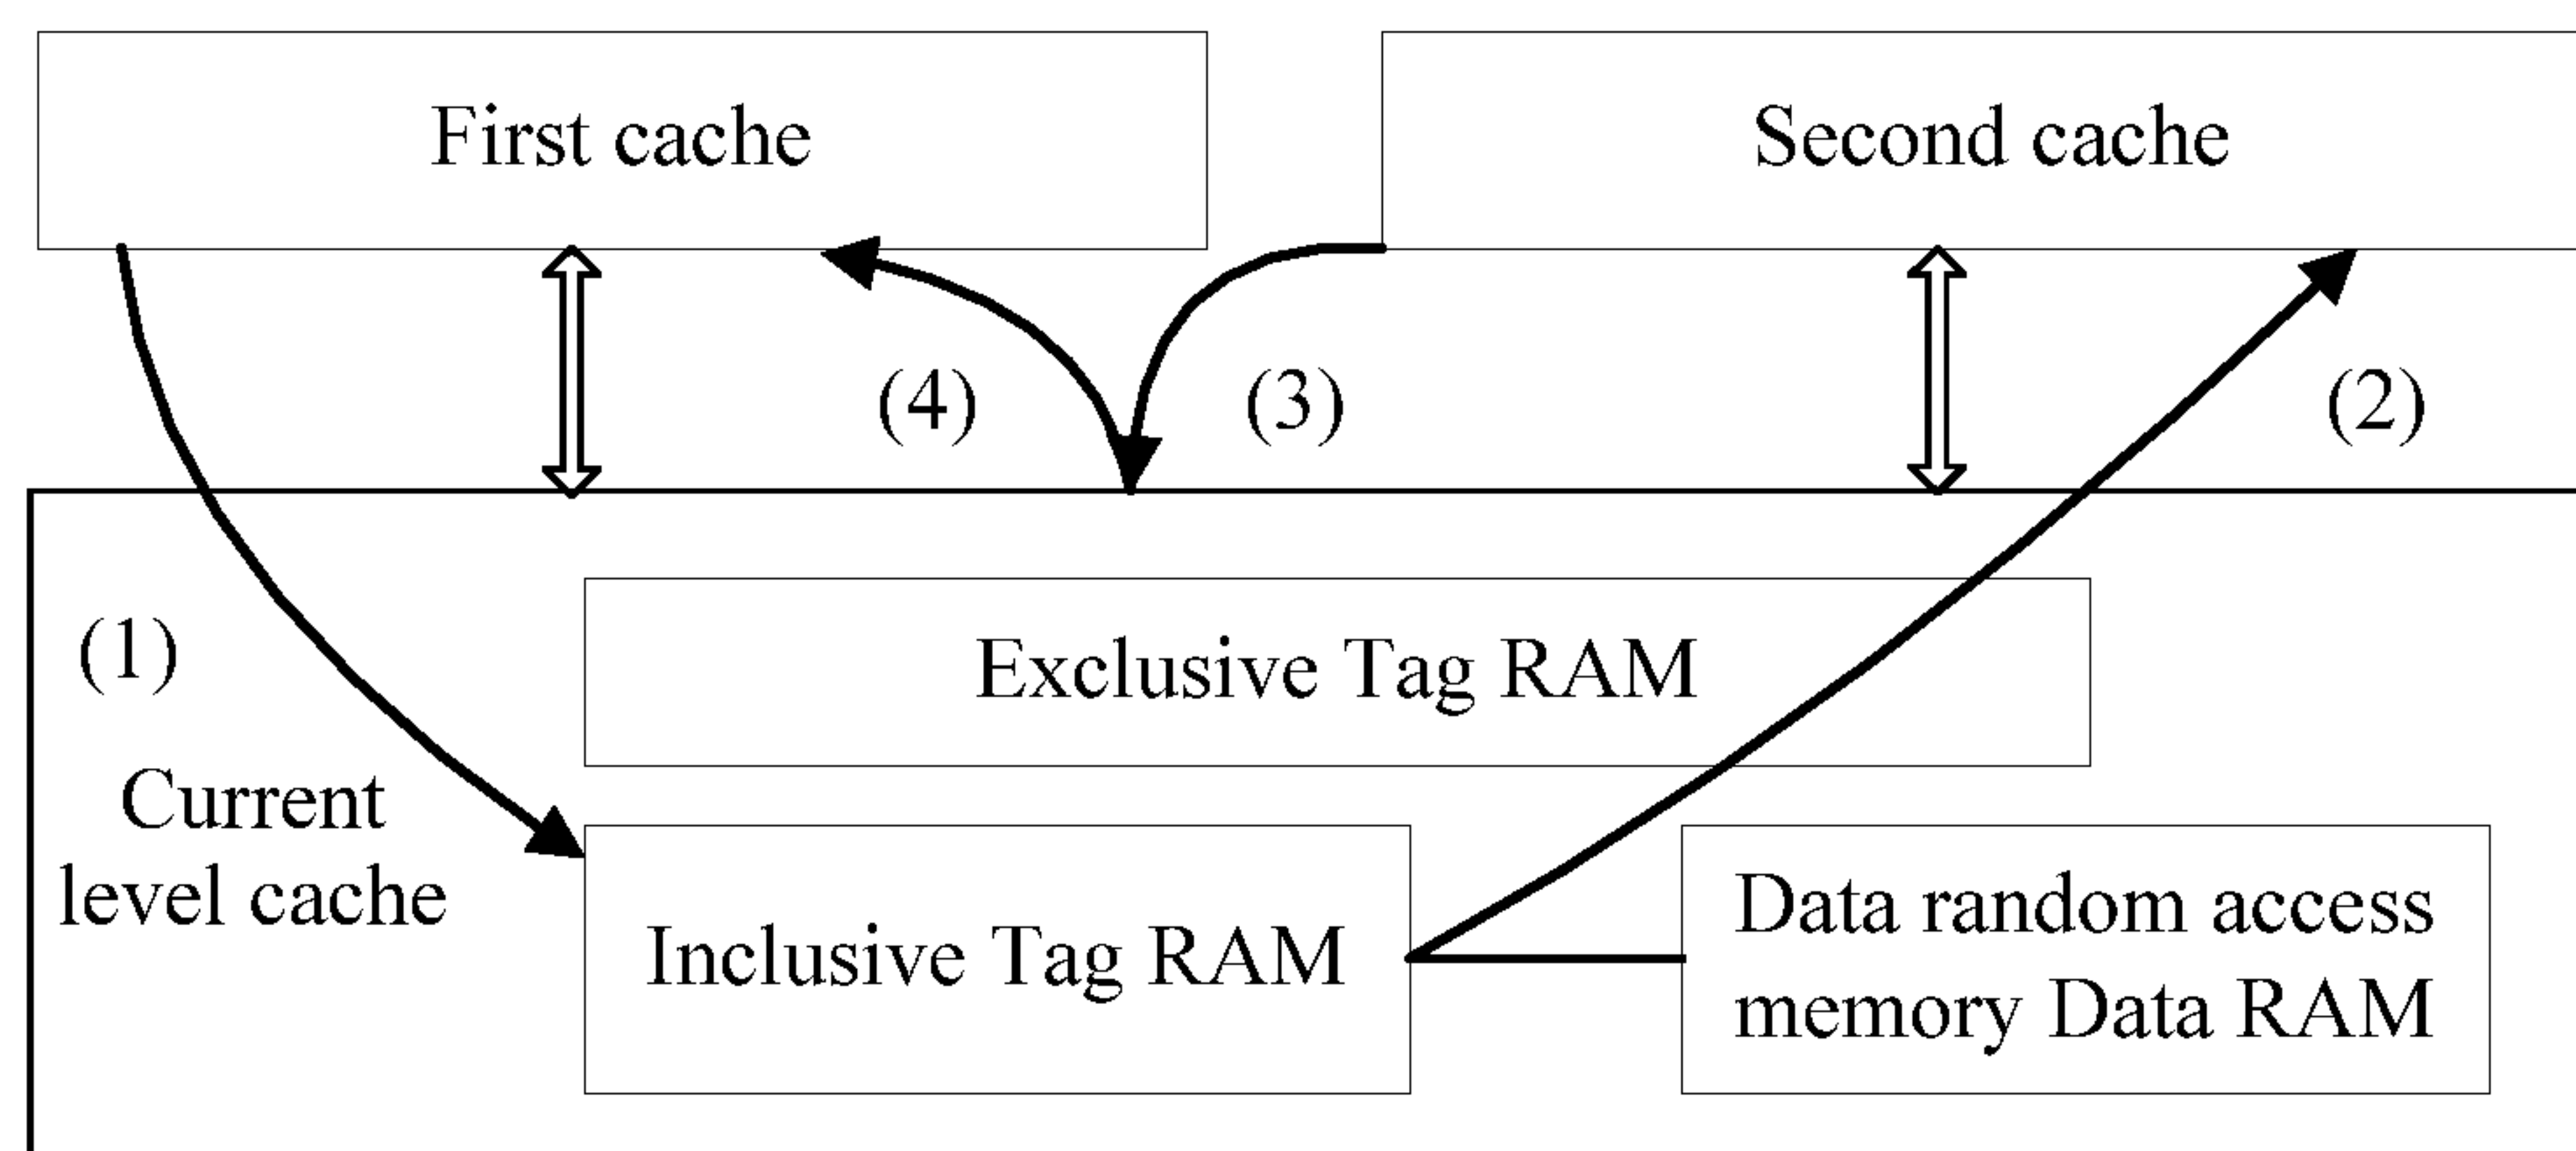 First cache
Second cache
(4)
(3)
(2)
(1)
Exclusive Tag RAM
Current
level cache
Inclusive Tag RAM
Data random access
memory Data RAM